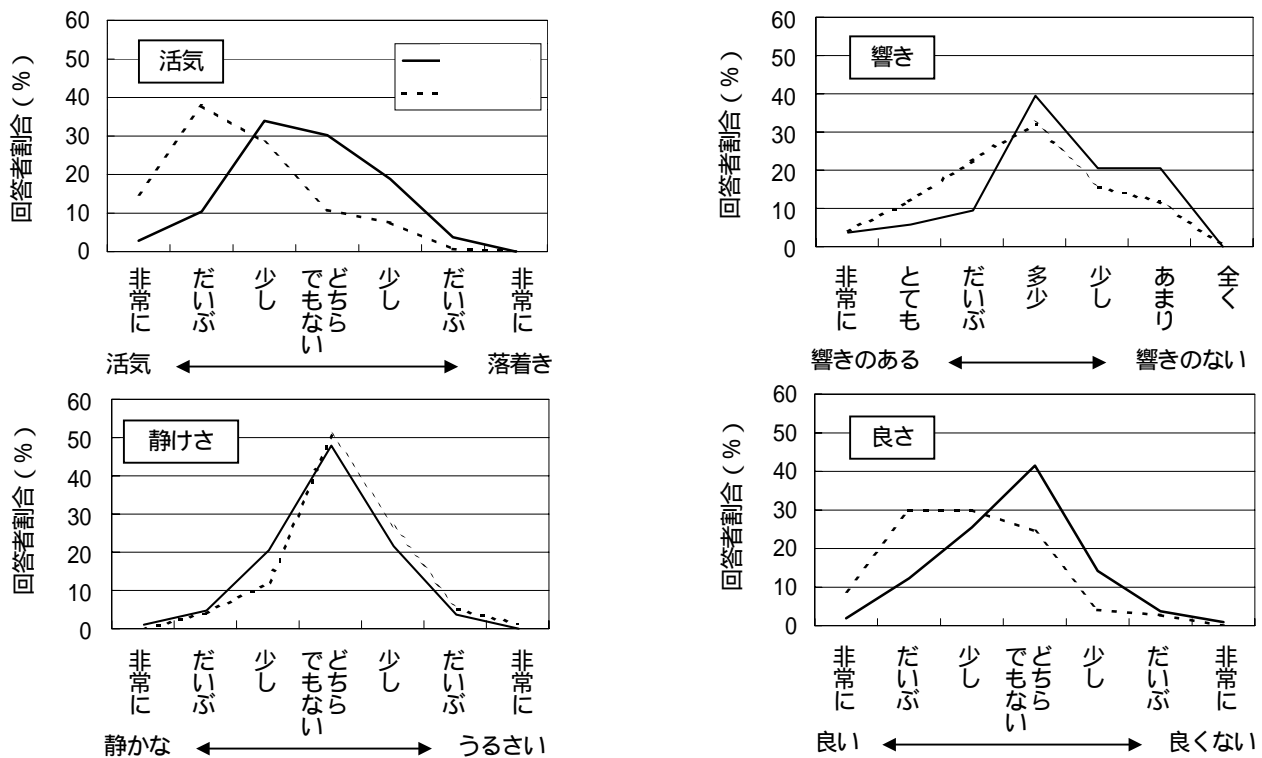 活気
回答者割合（%）
60
50
40
30
20
10
0
非常に
だいぶ
少し
どちら
でもない
少し
だいぶ
非常に
活気
落着き
響き
回答者割合（%）
60
50
40
30
20
10
0
非常に
とても
だいぶ
多少
少し
あまり
全く
響きのある
響きのない
静けさ
回答者割合（%）
60
50
40
30
20
10
0
非常に
だいぶ
少し
どちら
でもない
少し
だいぶ
非常に
静かな
うるさい
良さ
回答者割合（%）
60
50
40
30
20
10
0
非常に
だいぶ
少し
どちら
でもない
少し
だいぶ
非常に
良い
良くない